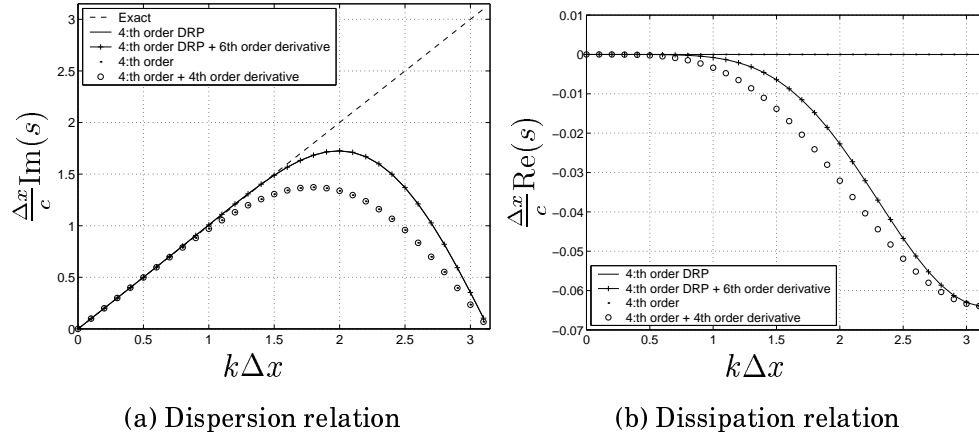 3
2.5
2
1.5
1
0.5
0
0 0.5 1 1.5 2 2.5 3
Exact
4:th order DRP
4:th order DRP + 6th order derivative
4:th order
4:th order + 4th order derivative
Δx/c Im(s)
kΔx
(a) Dispersion relation
0.01
0
−0.01
−0.02
−0.03
−0.04
−0.05
−0.06
−0.07
0 0.5 1 1.5 2 2.5 3
4:th order DRP
4:th order DRP + 6th order derivative
4:th order
4:th order + 4th order derivative
Δx/c Re(s)
kΔx
(b) Dissipation relation